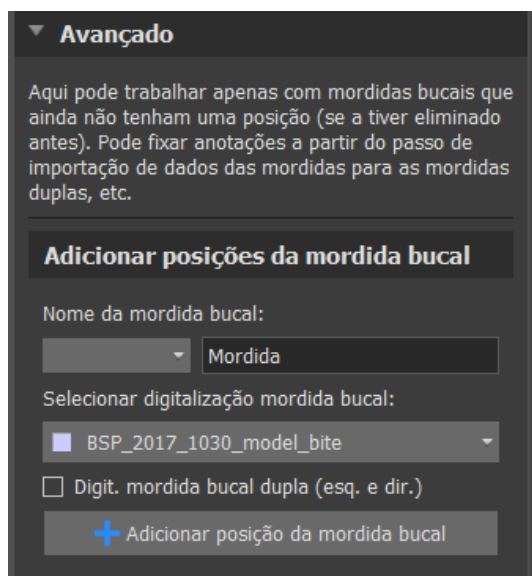 Avançado
Aqui pode trabalhar apenas com mordidas bucais que
ainda não tenham uma posição (se a tiver eliminado
antes). Pode fixar anotações a partir do passo de
importação de dados das mordidas para as mordidas
duplas, etc.
Adicionar posições da mordida bucal
Nome da mordida bucal:
Mordida
Selecionar digitalização mordida bucal:
BSP_2017_1030_model_bite
Digit. mordida bucal dupla (esq. e dir.)
Adicionar posição da mordida bucal